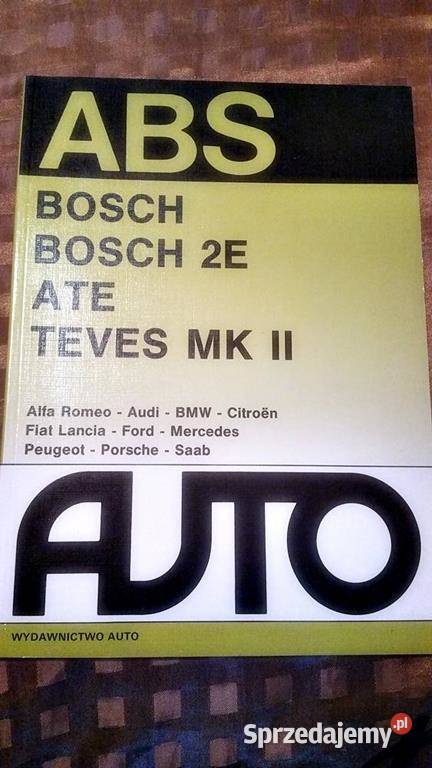 ABS
BOSCH
BOSCH 2E
ATE
TEVES MK II
Alfa Romeo - Audi - BMW - Citroën
Fiat Lancia - Ford - Mercedes
Peugeot - Porsche - Saab
AUTO
WYDAWNICTWO AUTO
Sprzedajemy.pl